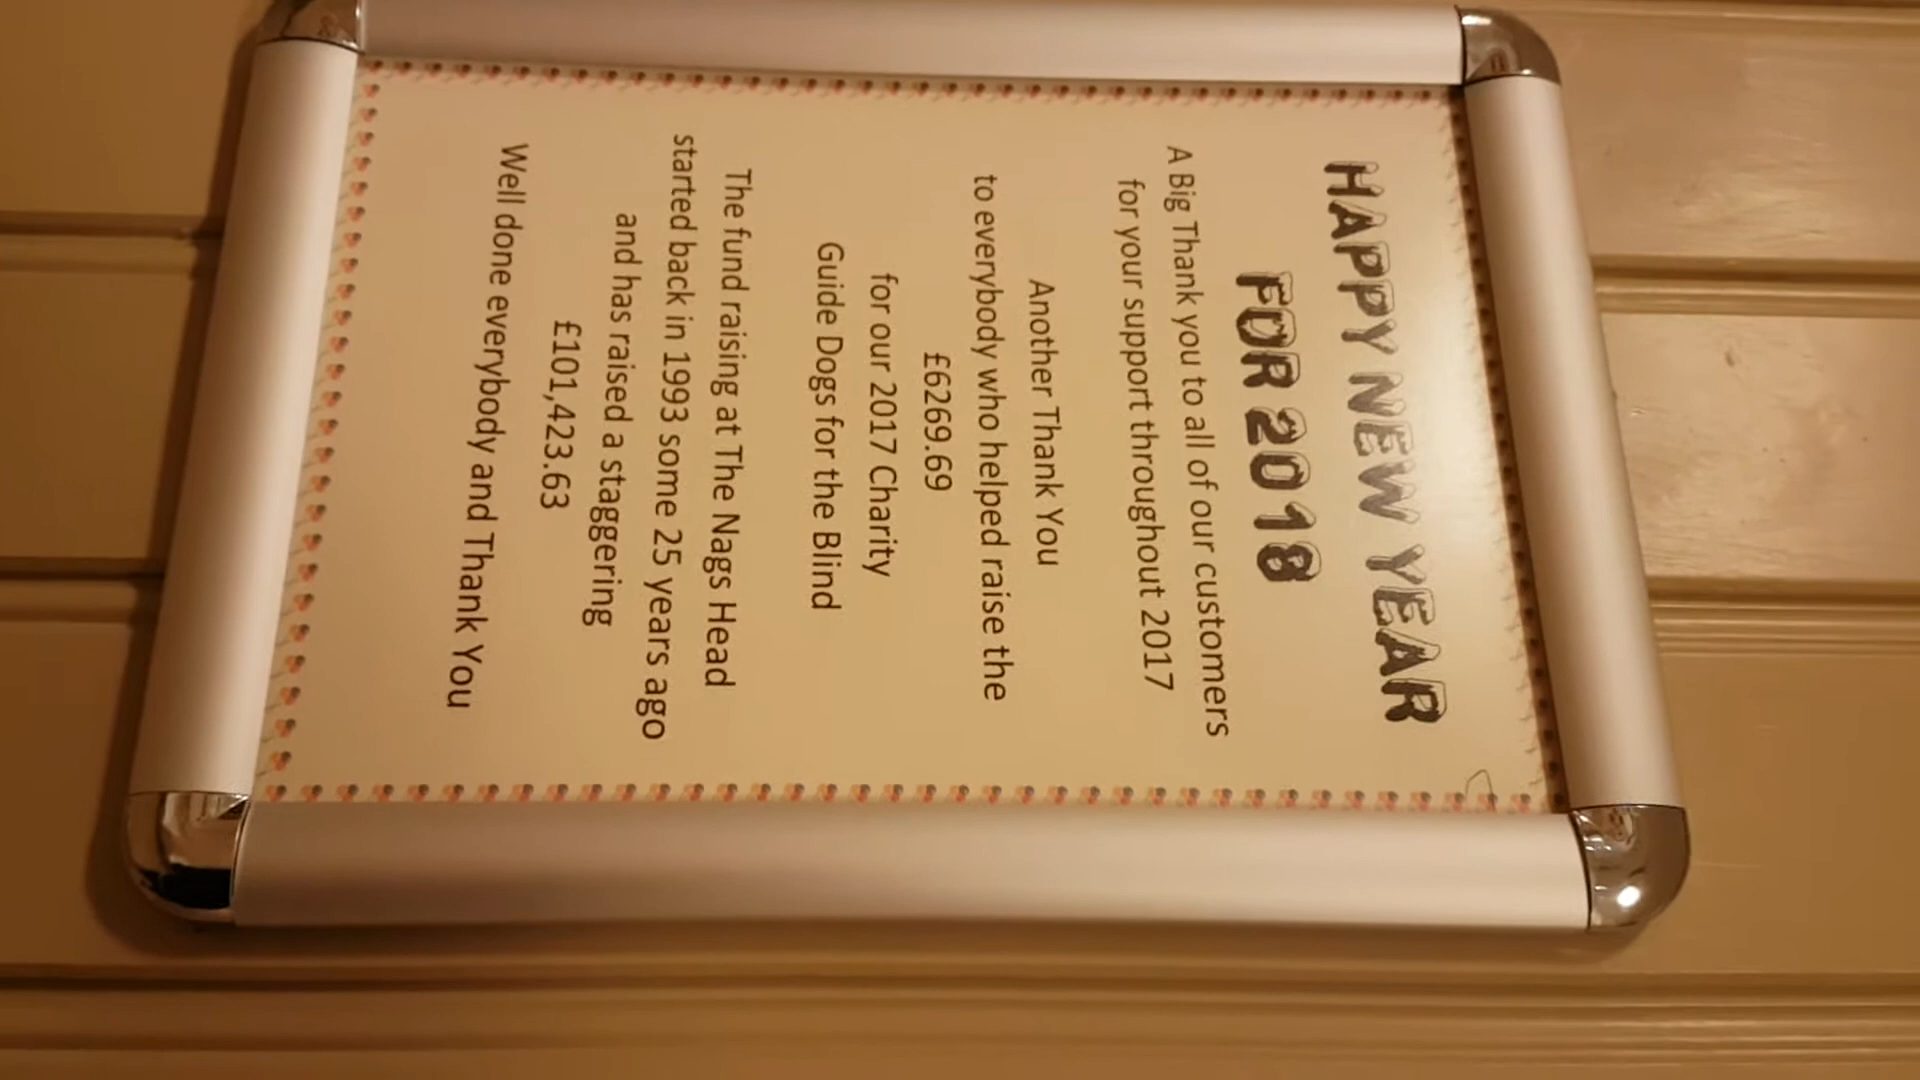 HAPPY NEW YEAR
FOR 2018
A Big Thank you to all of our customers
for your support throughout 2017
Another Thank You
to everybody who helped raise the
£6269.69
for our 2017 Charity
Guide Dogs for the Blind
The fund raising at The Nags Head
started back in 1993 some 25 years ago
and has raised a staggering
£101,423.63
Well done everybody and Thank You